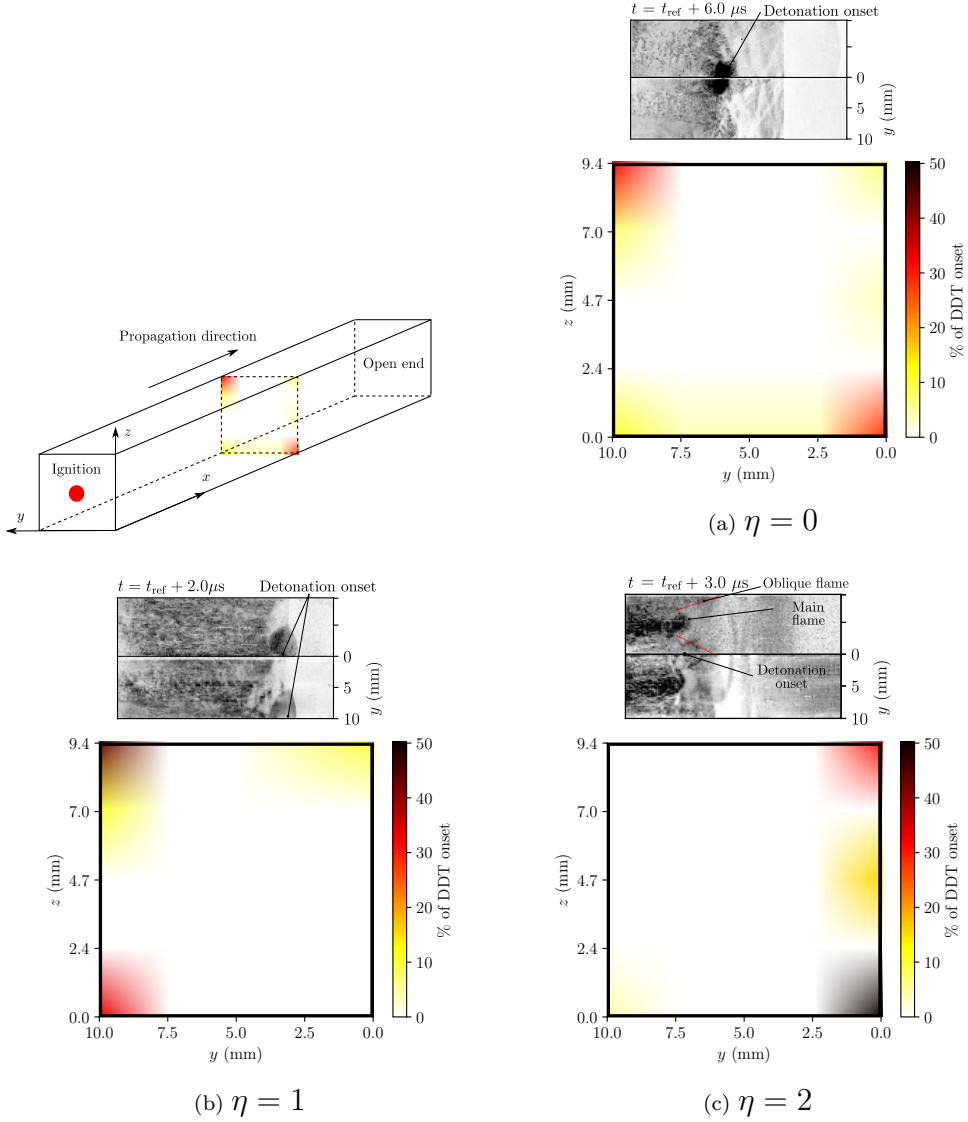 t = t_ref + 6.0 μs
Detonation onset
0
5
10
y (mm)
9.4
7.0
4.7
2.4
0.0
z (mm)
10.0 7.5 5.0 2.5 0.0
y (mm)
50
40
30
20
10
0
% of DDT onset
(a) η = 0
Propagation direction
Open end
z
Ignition
x
y
t = t_ref + 2.0μs
Detonation onset
0
5
10
y (mm)
9.4
7.0
4.7
2.4
0.0
z (mm)
10.0 7.5 5.0 2.5 0.0
y (mm)
50
40
30
20
10
0
% of DDT onset
(b) η = 1
t = t_ref + 3.0 μs
Oblique flame
Main
flame
Detonation
onset
0
5
10
y (mm)
9.4
7.0
4.7
2.4
0.0
z (mm)
10.0 7.5 5.0 2.5 0.0
y (mm)
50
40
30
20
10
0
% of DDT onset
(c) η = 2